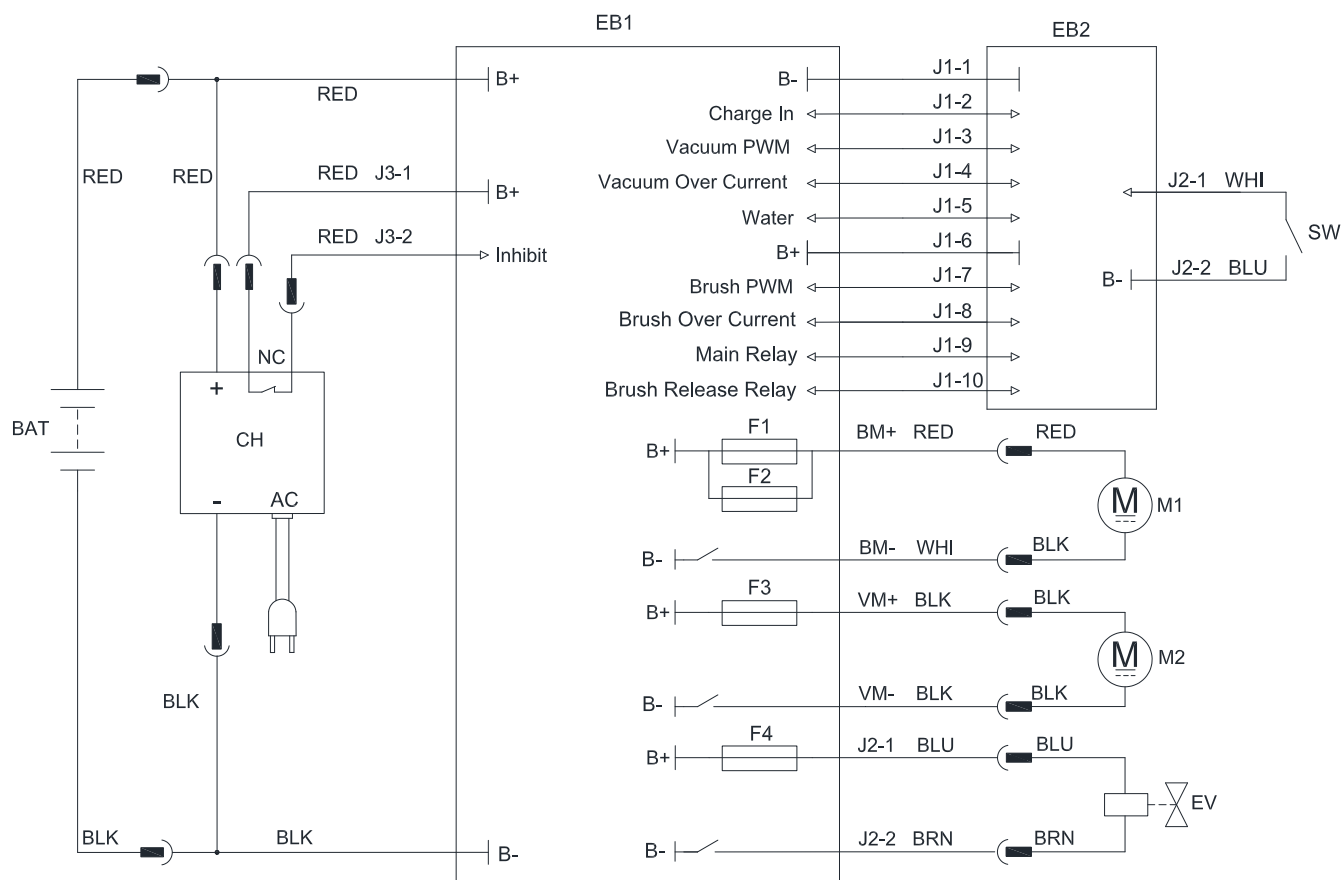 EB1
EB2
B+
RED
B- J1-1
Charge In J1-2
Vacuum PWM J1-3
RED RED
RED J3-1 B+
Vacuum Over Current J1-4
J2-1 WHI
Water J1-5
SW
RED J3-2 Inhibit
B+ J1-6
B- J2-2 BLU
Brush PWM J1-7
Brush Over Current J1-8
NC
Main Relay J1-9
+
Brush Release Relay J1-10
BAT
CH
F1
B+ BM+ RED RED
F2
- AC
M M1
B- BM- WHI BLK
F3
B+ VM+ BLK BLK
M M2
BLK
B- VM- BLK BLK
F4
B+ J2-1 BLU BLU
EV
BLK BLK B-
B- J2-2 BRN BRN